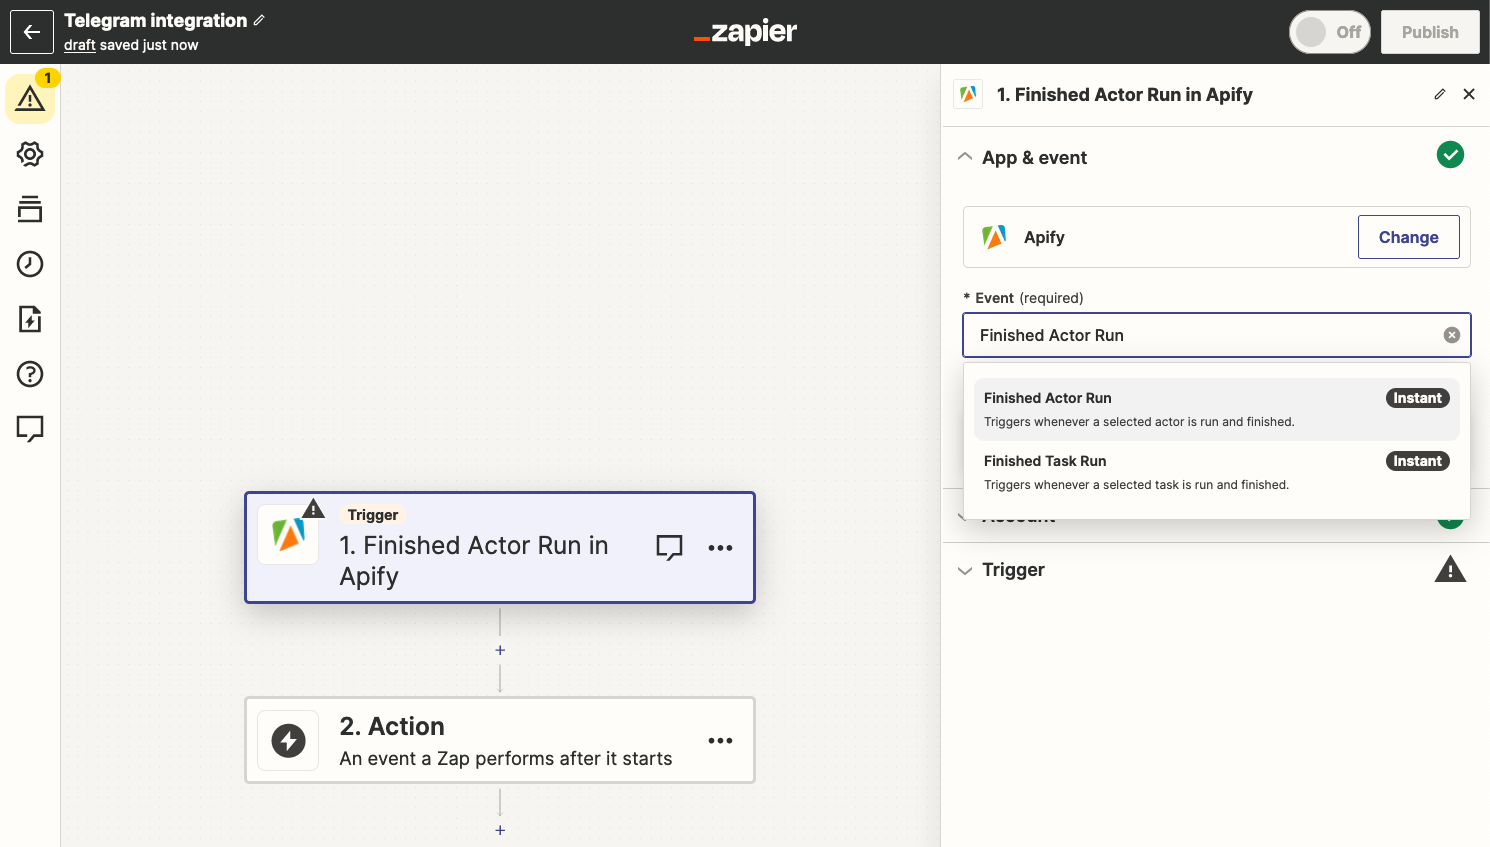 Telegram integration
draft saved just now
zapier
Off
Publish
1
1. Finished Actor Run in Apify
App & event
Apify
Change
* Event (required)
Finished Actor Run
Finished Actor Run
Instant
Triggers whenever a selected actor is run and finished.
Finished Task Run
Instant
Triggers whenever a selected task is run and finished.
Account
Trigger
Trigger
1. Finished Actor Run in
Apify
+
2. Action
An event a Zap performs after it starts
+